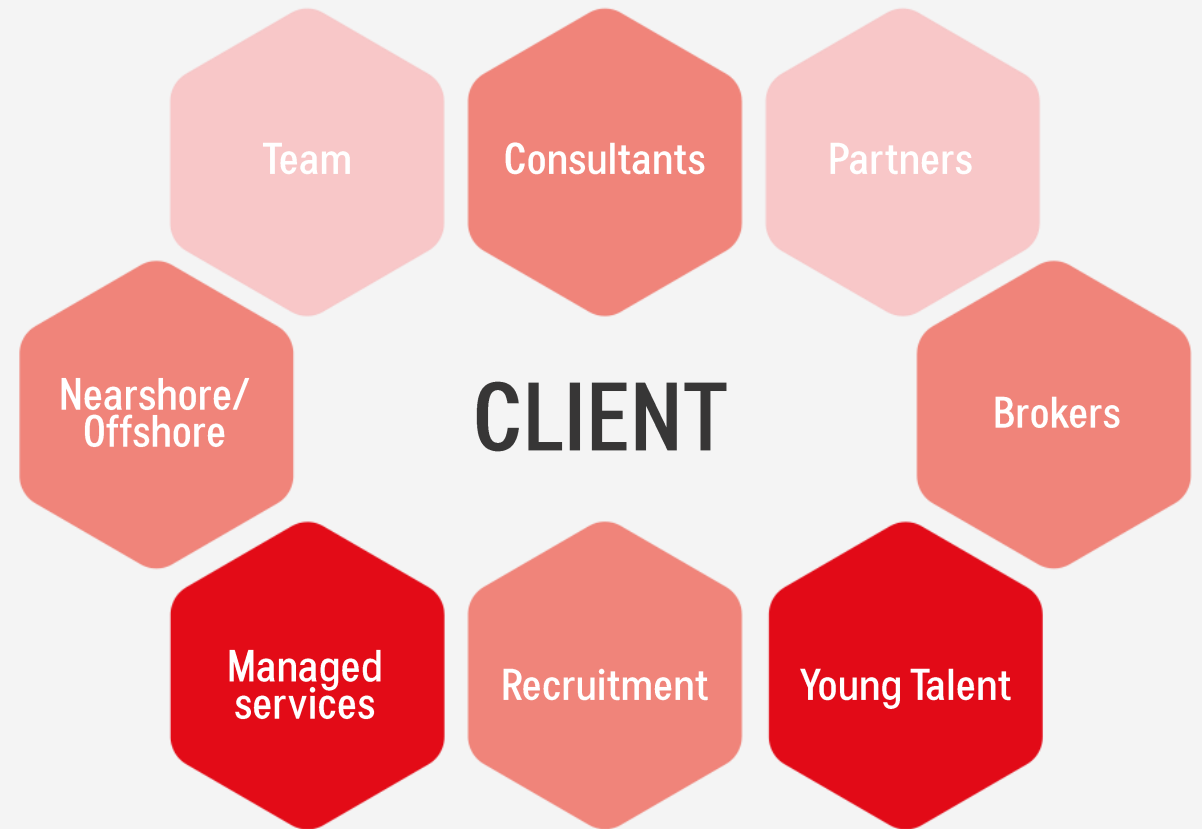 Team
Consultants
Partners
Nearshore/
Offshore
CLIENT
Brokers
Managed
services
Recruitment
Young Talent